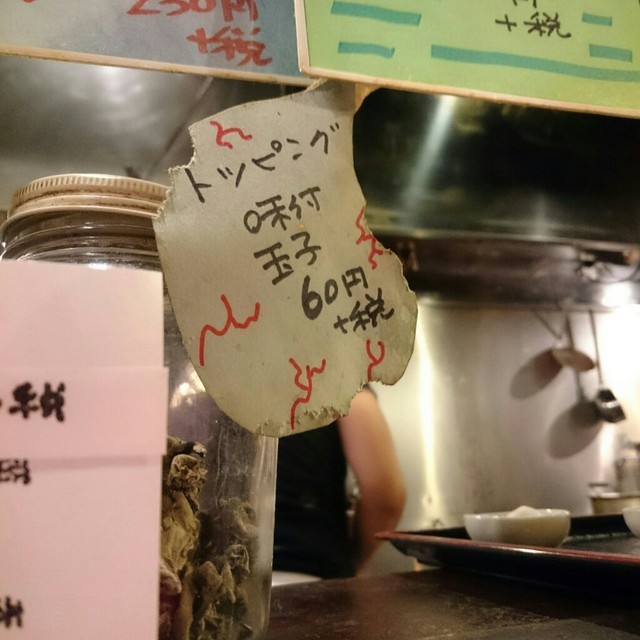 230円
+税
+税
トッピング
味付
玉子
60円
+税